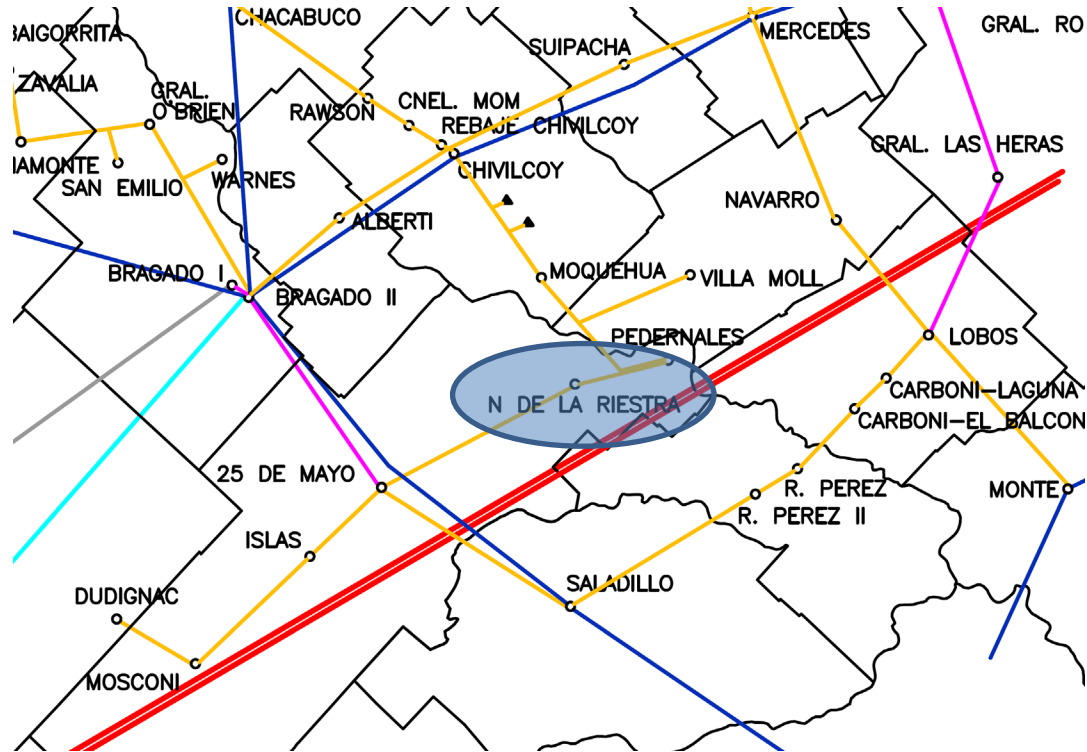 CHACABUCO
GRAL. RO
BAIGORRITA
MERCEDES
SUIPACHA
ZAVALIA
GRAL.
O'BRIEN
CNEL. MOM
RAWSON
REBAJE CHIVILCOY
GRAL. LAS HERAS
IAMONTE
CHIVILCOY
SAN EMILIO
WARNES
NAVARRO
ALBERTI
BRAGADO I
MOQUEHUA
VILLA MOLL
BRAGADO II
PEDERNALES
LOBOS
CARBONI-LAGUNA
N DE LA RIESTRA
CARBONI-EL BALCON
25 DE MAYO
R. PEREZ
MONTE
R. PEREZ II
ISLAS
SALADILLO
DUDIGNAC
MOSCONI